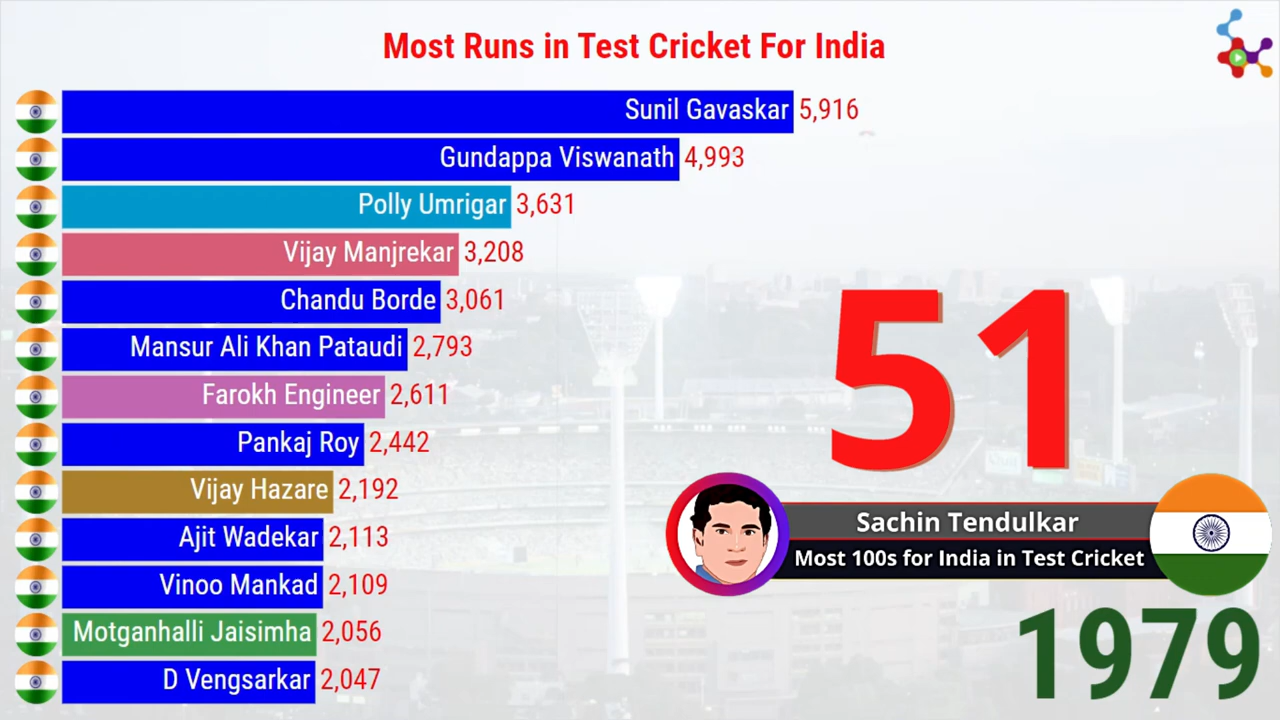 Most Runs in Test Cricket For India
Sunil Gavaskar 5,916
Gundappa Viswanath 4,993
Polly Umrigar 3,631
Vijay Manjrekar 3,208
Chandu Borde 3,061
Mansur Ali Khan Pataudi 2,793
Farokh Engineer 2,611
Pankaj Roy 2,442
Vijay Hazare 2,192
Ajit Wadekar 2,113
Vinoo Mankad 2,109
Motganhalli Jaisimha 2,056
D Vengsarkar 2,047
51
Sachin Tendulkar
Most 100s for India in Test Cricket
1979